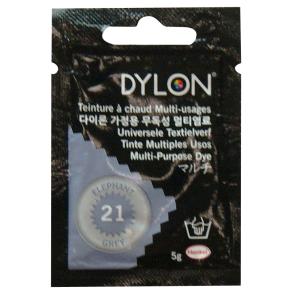 DYLON
Teinture à chaud Multi-usages
다이론 가정용 무독성 멀티염료
Universele Textielverf
Tinte Multiples Usos
Multi-Purpose Dye
マルチ
ELEPHANT
21
GREY
5g
Henkel